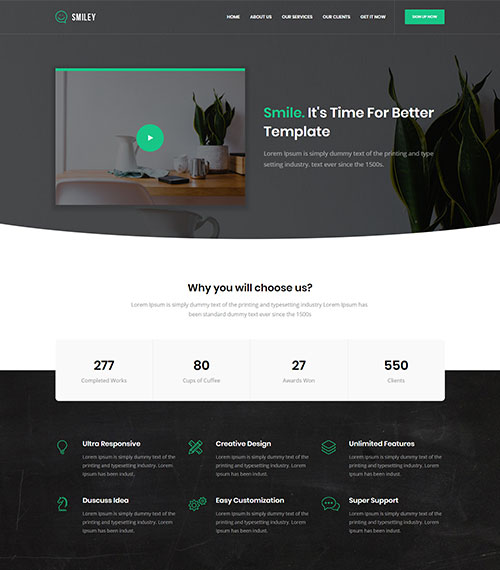 SMILEY
HOME ABOUT US OUR SERVICES OUR CLIENTS GET IT NOW SIGN UP NOW
Smile. It's Time For Better
Template
Lorem Ipsum is simply dummy text of the printing and type
setting industry. text ever since the 1500s.
Why you will choose us?
Lorem Ipsum is simply dummy text of the printing and typesetting industry Lorem Ipsum has
been standard dummy text ever since the 1500s
277 80 27 550
Completed Works Cups of Cuffee Awards Won Clients
Ultra Responsive Creative Design Unlimited Features
Lorem Ipsum is simply dummy text of the Lorem Ipsum is simply dummy text of the Lorem Ipsum is simply dummy text of the
printing and typesetting industry. Lorem printing and typesetting industry. Lorem printing and typesetting industry. Lorem
Ipsum has been indust. Ipsum has been indust. Ipsum has been indust.
Duscuss Idea Easy Customization Super Support
Lorem Ipsum is simply dummy text of the Lorem Ipsum is simply dummy text of the Lorem Ipsum is simply dummy text of the
printing and typesetting industry. Lorem printing and typesetting industry. Lorem printing and typesetting industry. Lorem
Ipsum has been indust. Ipsum has been indust. Ipsum has been indust.